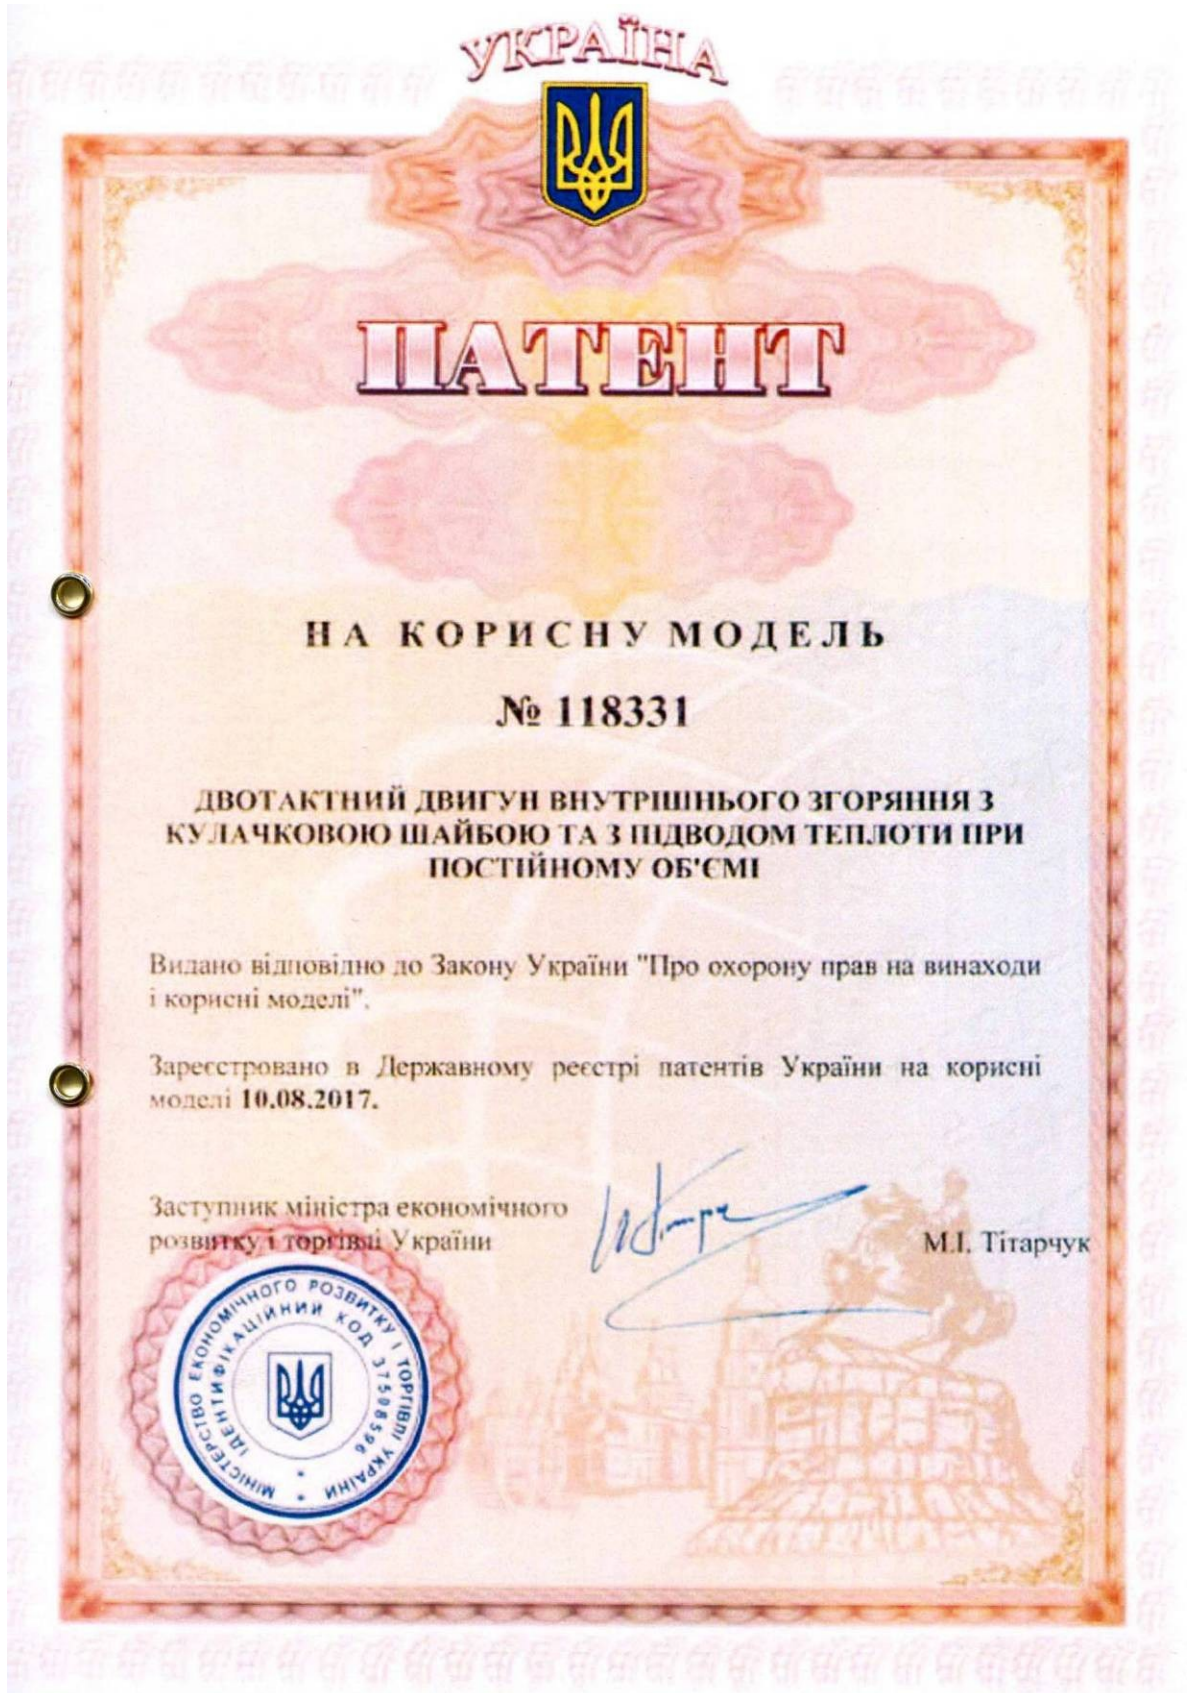 УКРАЇНА
ПАТЕНТ
НА КОРИСНУ МОДЕЛЬ
№ 118331
ДВОТАКТНИЙ ДВИГУН ВНУТРІШНЬОГО ЗГОРЯННЯ З
КУЛАЧКОВОЮ ШАЙБОЮ ТА З ПІДВОДОМ ТЕПЛОТИ ПРИ
ПОСТІЙНОМУ ОБ'ЄМІ
Видано відповідно до Закону України "Про охорону прав на винаходи
і корисні моделі".
Зареєстровано в Державному реєстрі патентів України на корисні
моделі 10.08.2017.
Заступник міністра економічного
розвитку і торгівлі України
М.І. Тітарчук
МІНІСТЕРСТВО ЕКОНОМІЧНОГО РОЗВИТКУ І ТОРГІВЛІ УКРАЇНИ *
ІДЕНТИФІКАЦІЙНИЙ КОД 37508596 *